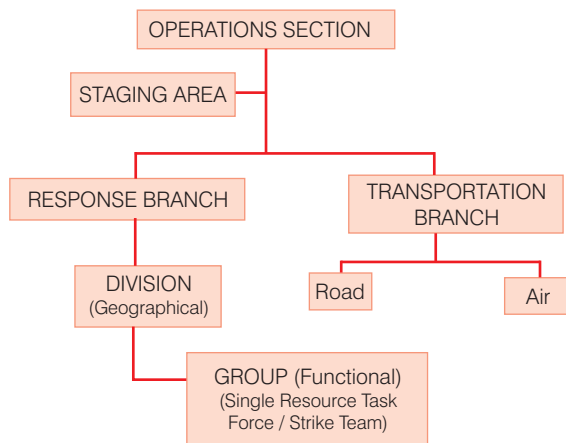 OPERATIONS SECTION
STAGING AREA
RESPONSE BRANCH
TRANSPORTATION
BRANCH
DIVISION
(Geographical)
Road
Air
GROUP (Functional)
(Single Resource Task
Force / Strike Team)